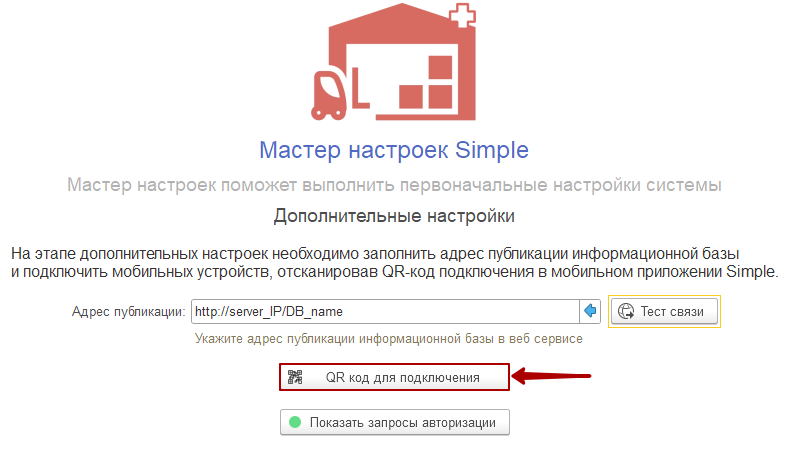 Мастер настроек Simple
Мастер настроек поможет выполнить первоначальные настройки системы
Дополнительные настройки
На этапе дополнительных настроек необходимо заполнить адрес публикации информационной базы
и подключить мобильных устройств, отсканировав QR-код подключения в мобильном приложении Simple.
Адрес публикации: http://server_IP/DB_name Тест связи
Укажите адрес публикации информационной базы в веб сервисе
QR код для подключения
Показать запросы авторизации